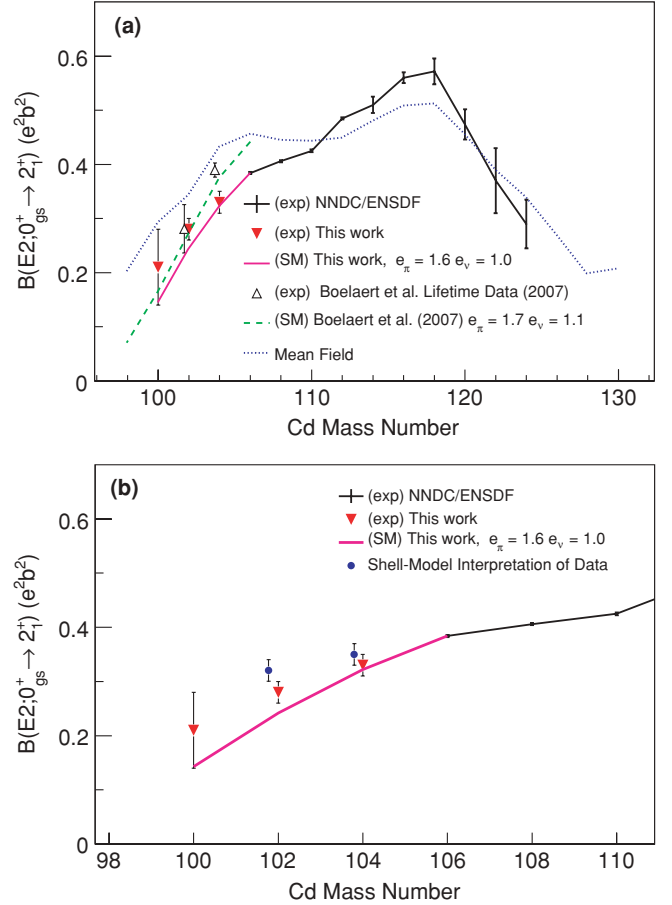 (a)
0.6
0.4
0.2
0
B(E2;0⁺gs → 2⁺₁) (e²b²)
(exp) NNDC/ENSDF
(exp) This work
(SM) This work, eπ = 1.6 eν = 1.0
(exp) Boelaert et al. Lifetime Data (2007)
(SM) Boelaert et al. (2007) eπ = 1.7 eν = 1.1
Mean Field
100 110 120 130
Cd Mass Number
(b)
0.6
0.4
0.2
0
B(E2;0⁺gs → 2⁺₁) (e²b²)
(exp) NNDC/ENSDF
(exp) This work
(SM) This work, eπ = 1.6 eν = 1.0
Shell-Model Interpretation of Data
98 100 102 104 106 108 110
Cd Mass Number